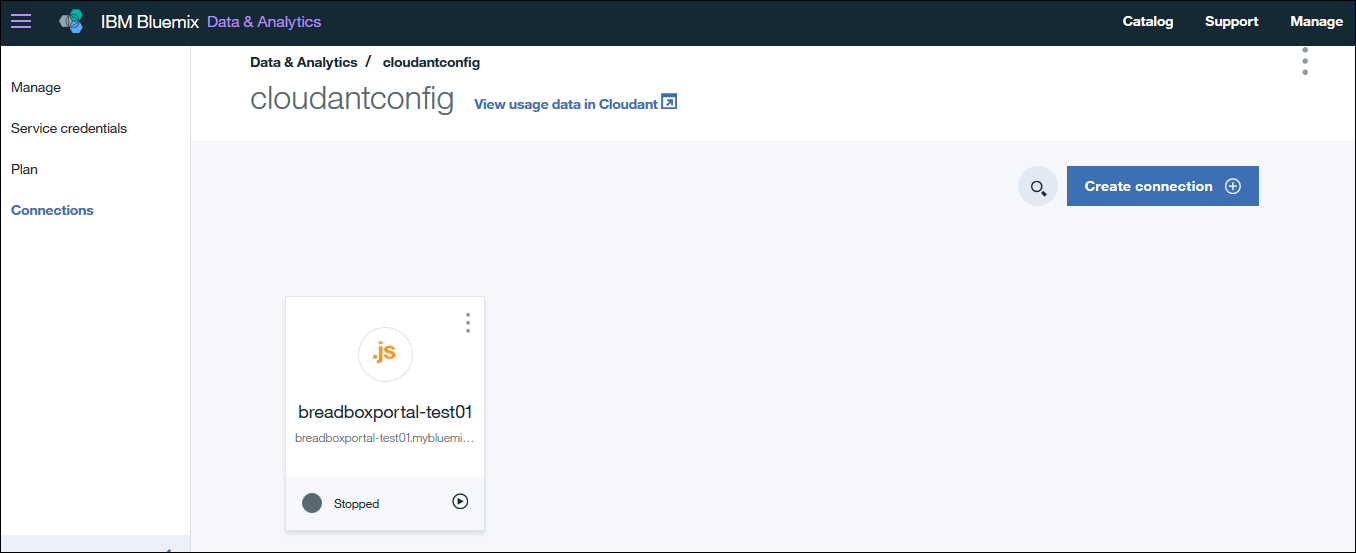 IBM Bluemix Data & Analytics Catalog Support Manage
Data & Analytics / cloudantconfig
cloudantconfig View usage data in Cloudant
Manage
Service credentials
Plan
Connections
Create connection
.js
breadboxportal-test01
breadboxportal-test01.mybluemi...
Stopped